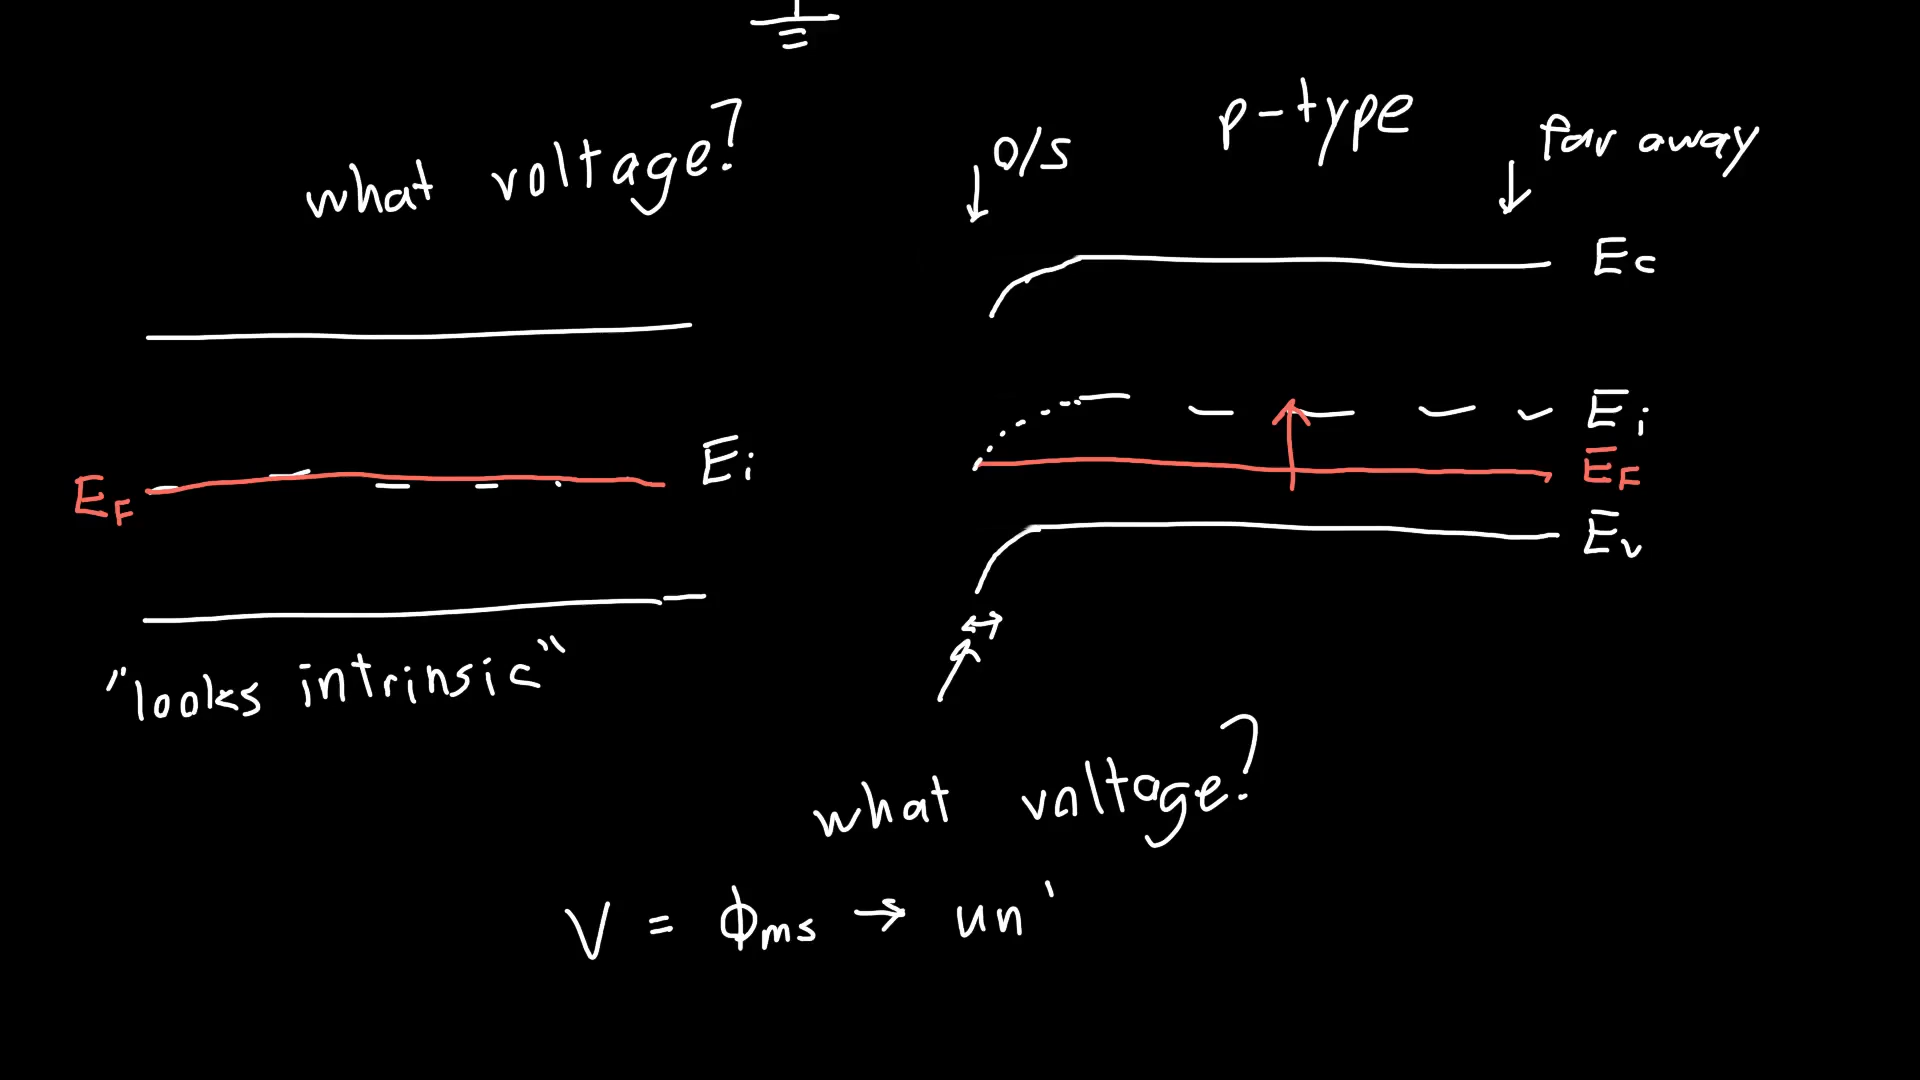 what voltage?
O/S
p-type
far away
Ec
Ei
EF
Ev
EF
Ei
"looks intrinsic"
what voltage?
V = ϕms → un'